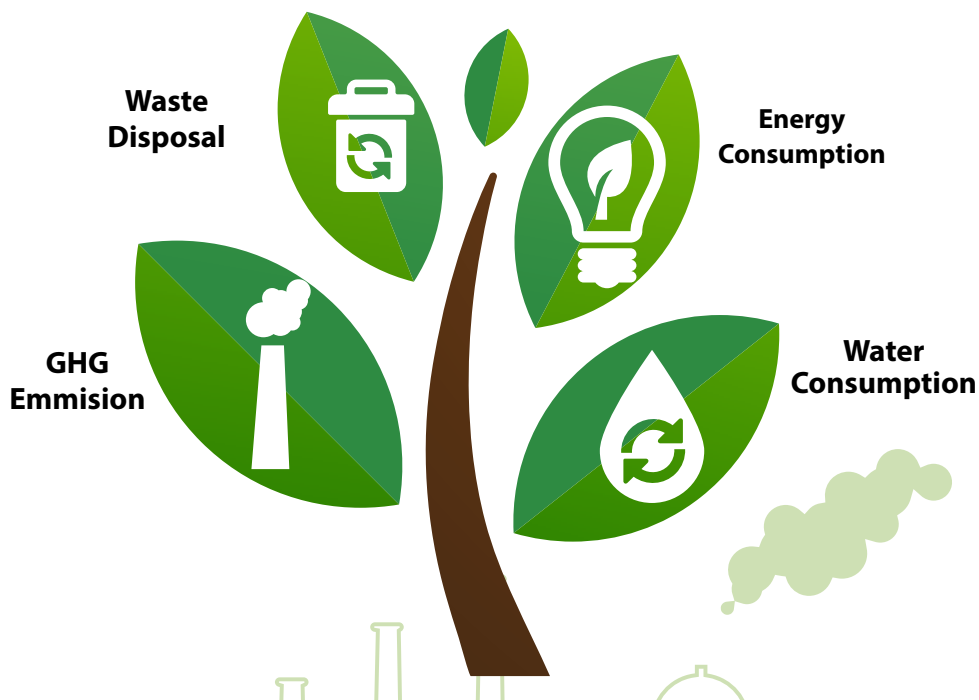 Waste
Disposal
Energy
Consumption
GHG
Emmision
Water
Consumption